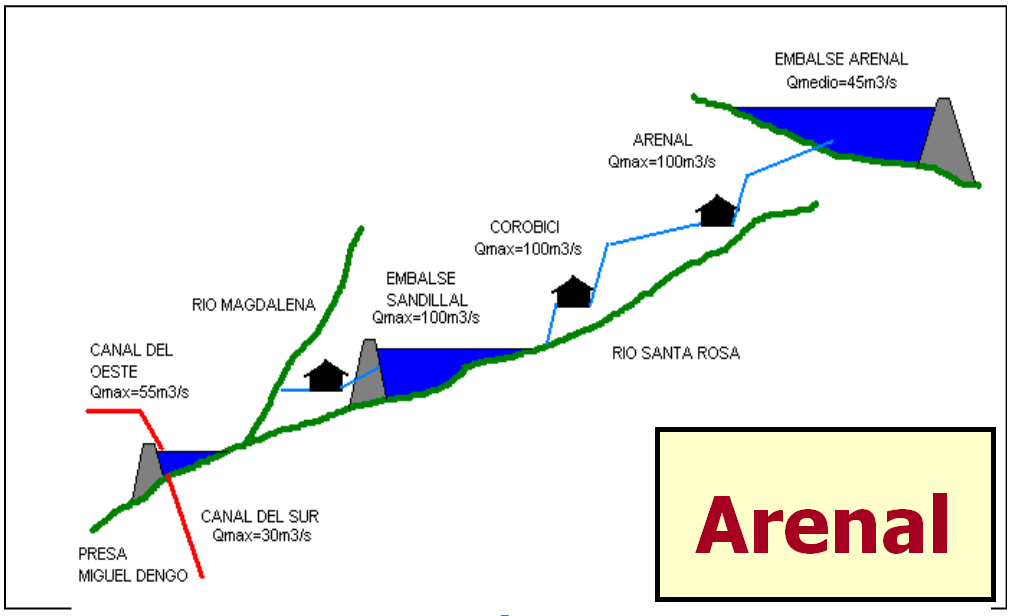 EMBALSE ARENAL
Qmedio=45m3/s
ARENAL
Qmax=100m3/s
COROBICI
Qmax=100m3/s
EMBALSE
SANDILLAL
Qmax=100m3/s
RIO MAGDALENA
RIO SANTA ROSA
CANAL DEL
OESTE
Qmax=55m3/s
CANAL DEL SUR
Qmax=30m3/s
PRESA
MIGUEL DENGO
Arenal